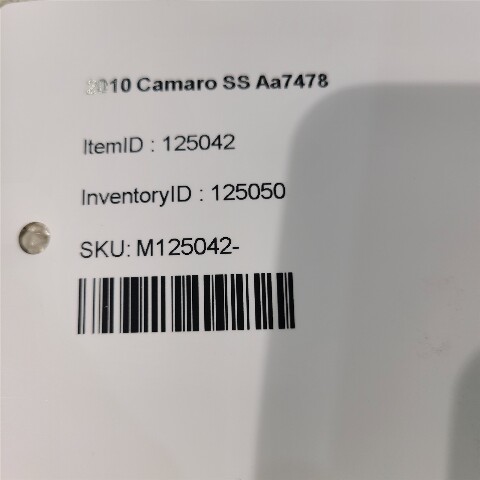 2010 Camaro SS Aa7478
ItemID : 125042
InventoryID : 125050
SKU: M125042-